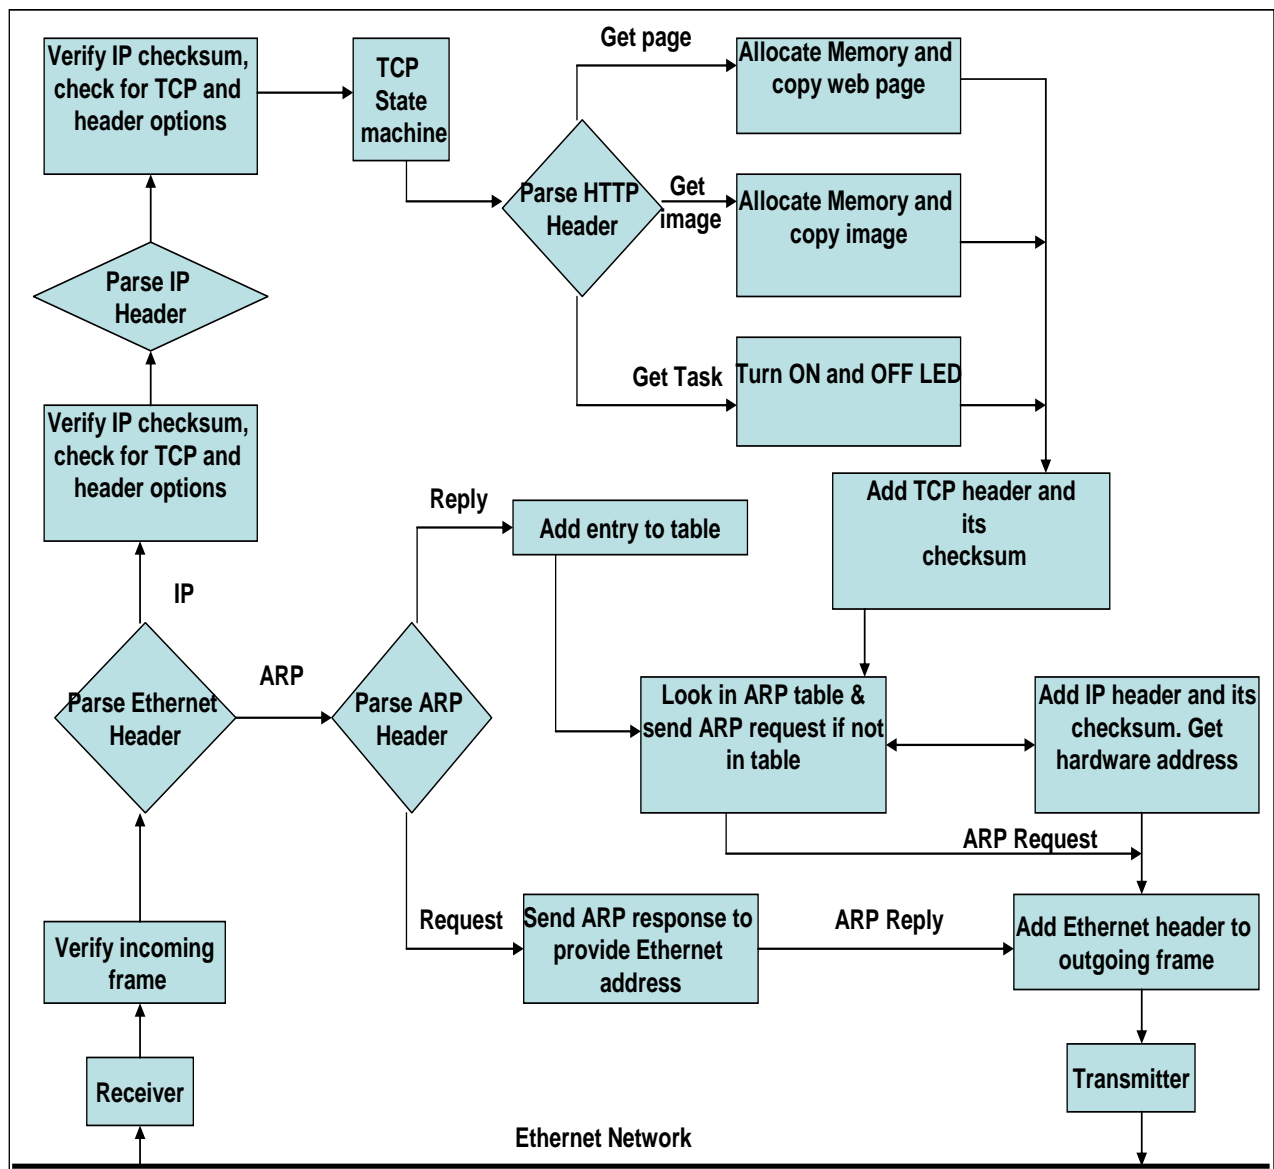 Get page
Verify IP checksum,
check for TCP and
header options
TCP
State
machine
Allocate Memory and
copy web page
Parse HTTP
Header
Get
image
Allocate Memory and
copy image
Parse IP
Header
Get Task
Turn ON and OFF LED
Verify IP checksum,
check for TCP and
header options
Reply
Add entry to table
Add TCP header and
its
checksum
IP
ARP
Parse Ethernet
Header
Parse ARP
Header
Look in ARP table &
send ARP request if not
in table
Add IP header and its
checksum. Get
hardware address
ARP Request
Request
Send ARP response to
provide Ethernet
address
ARP Reply
Add Ethernet header to
outgoing frame
Verify incoming
frame
Receiver
Transmitter
Ethernet Network